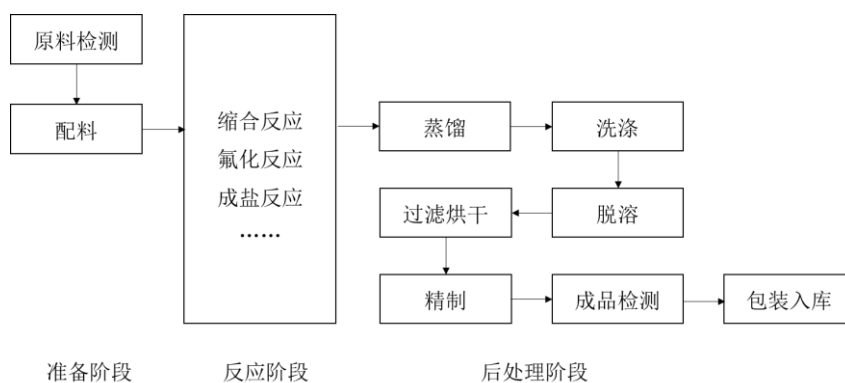 原料检测
配料
缩合反应
氟化反应
成盐反应
……
蒸馏
洗涤
脱溶
过滤烘干
精制
成品检测
包装入库
准备阶段
反应阶段
后处理阶段